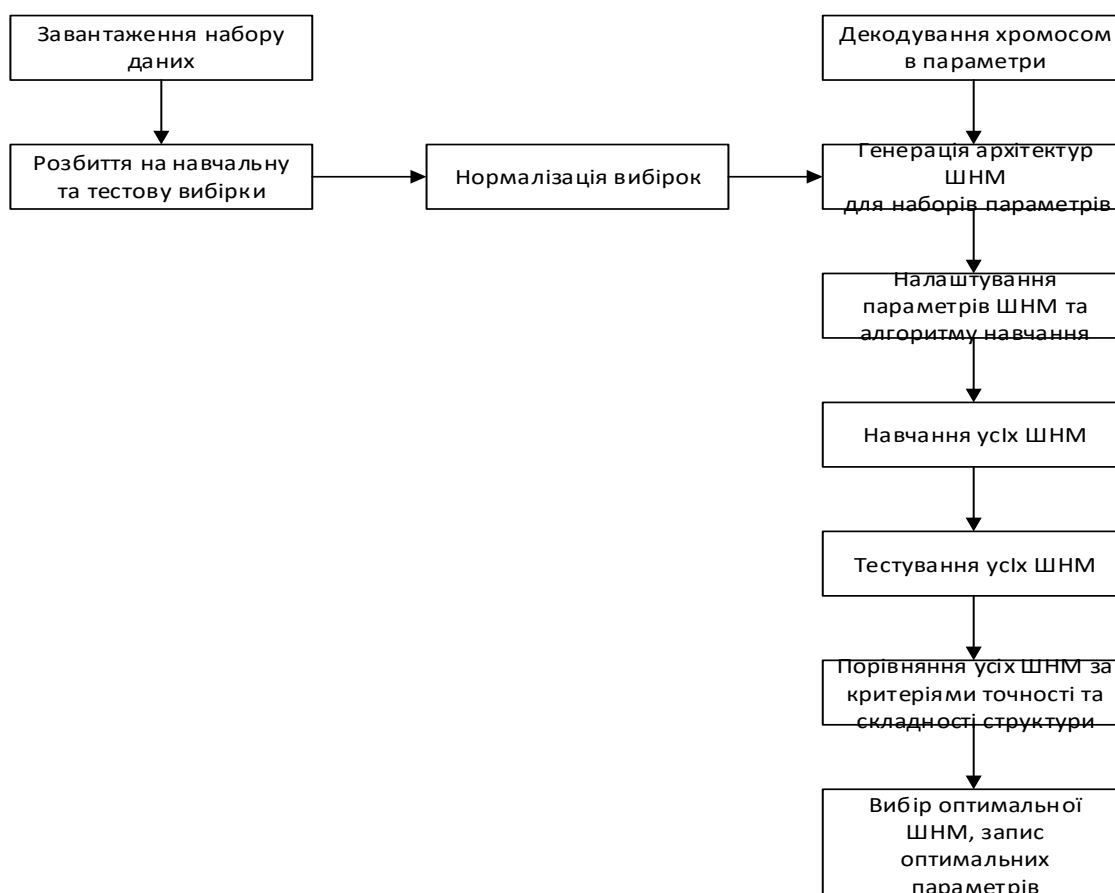 Завантаження набору
даних
Декодування хромосом
в параметри
Розбиття на навчальну
та тестову вибірки
Нормалізація вибірок
Генерація архітектур
ШНМ
для наборів параметрів
Налаштування
параметрів ШНМ та
алгоритму навчання
Навчання усІх ШНМ
Тестування усІх ШНМ
Порівняння усіх ШНМ за
критеріями точності та
складності структури
Вибір оптимальної
ШНМ, запис
оптимальних
параметрів